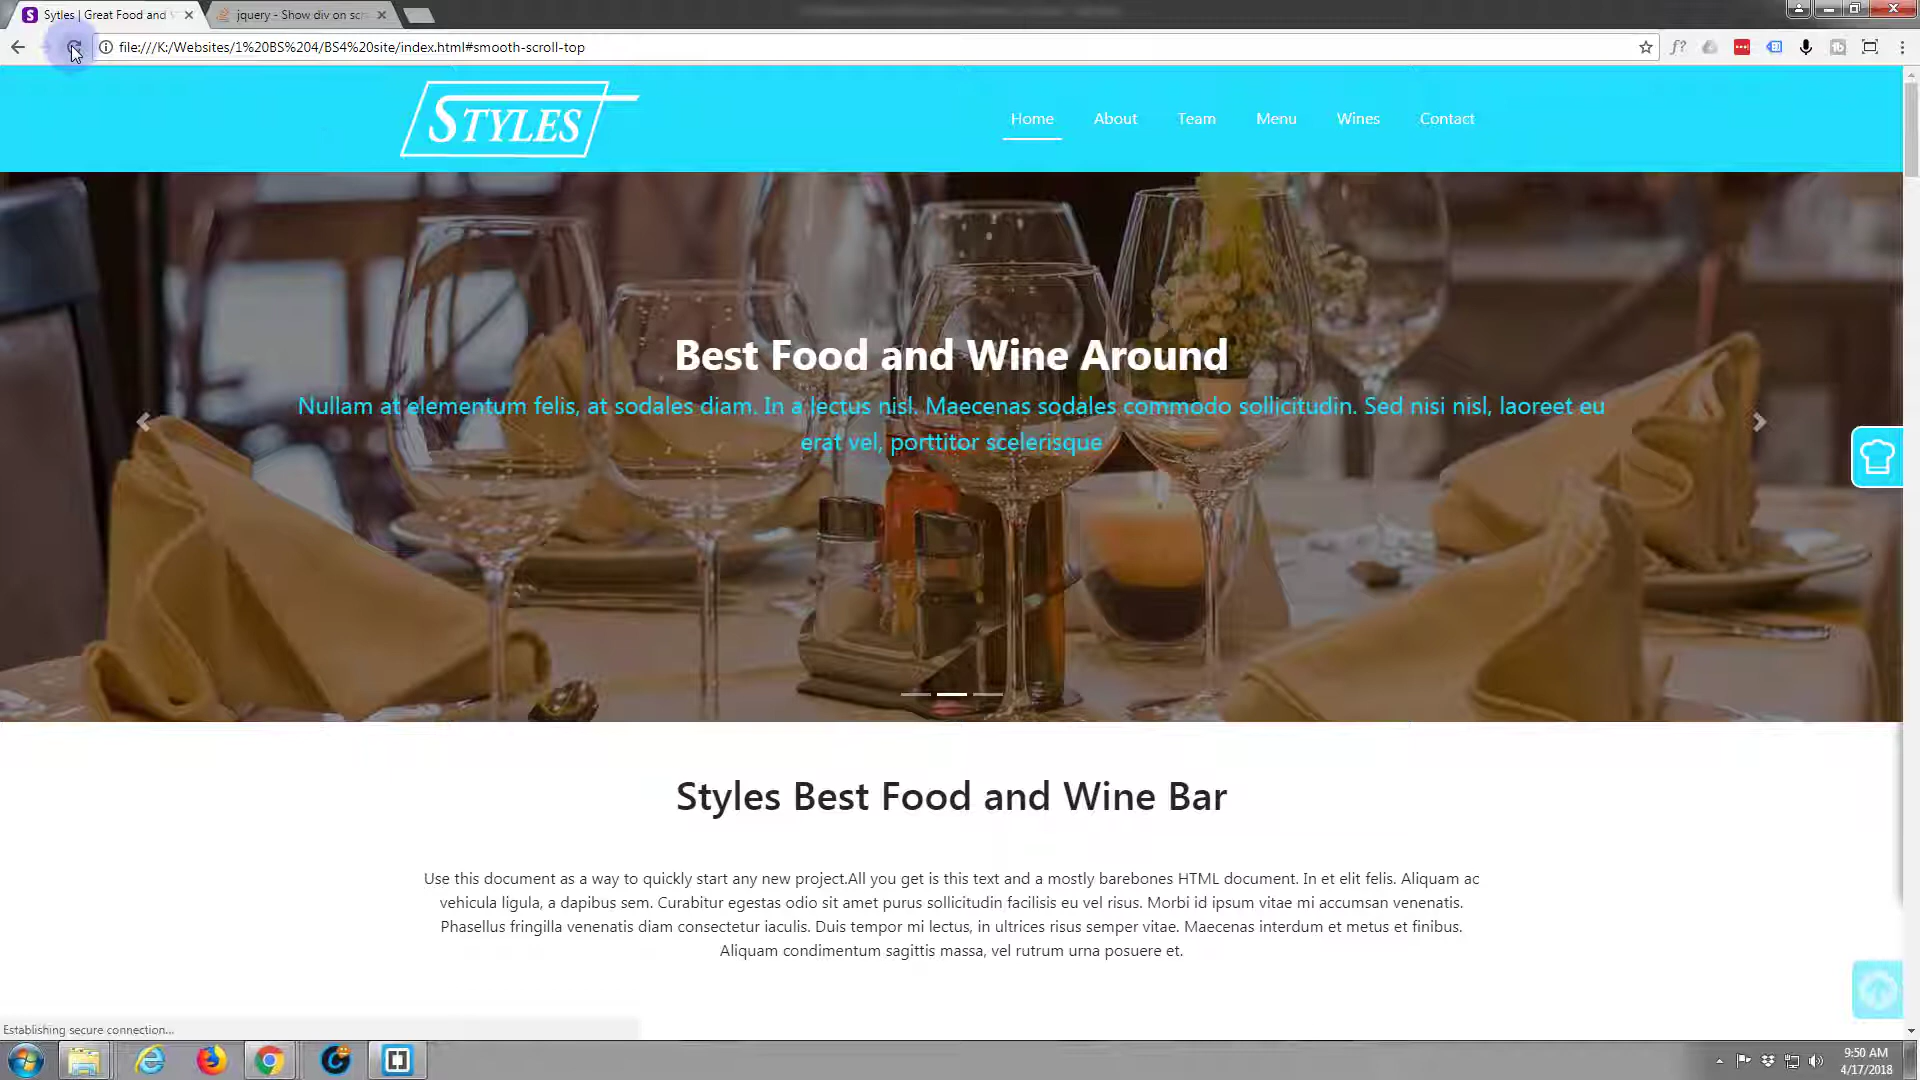 Sytles | Great Food and
jquery - Show div on scr
file:///K:/Websites/1%20BS%204/BS4%20site/index.html#smooth-scroll-top
f?
STYLES
Home
About
Team
Menu
Wines
Contact
Best Food and Wine Around
Nullam at elementum felis, at sodales diam. In a lectus nisl. Maecenas sodales commodo sollicitudin. Sed nisi nisl, laoreet eu
erat vel, porttitor scelerisque
Styles Best Food and Wine Bar
Use this document as a way to quickly start any new project.All you get is this text and a mostly barebones HTML document. In et elit felis. Aliquam ac
vehicula ligula, a dapibus sem. Curabitur egestas odio sit amet purus sollicitudin facilisis eu vel risus. Morbi id ipsum vitae mi accumsan venenatis.
Phasellus fringilla venenatis diam consectetur iaculis. Duis tempor mi lectus, in ultrices risus semper vitae. Maecenas interdum et metus et finibus.
Aliquam condimentum sagittis massa, vel rutrum urna posuere et.
Establishing secure connection...
9:50 AM
4/17/2018